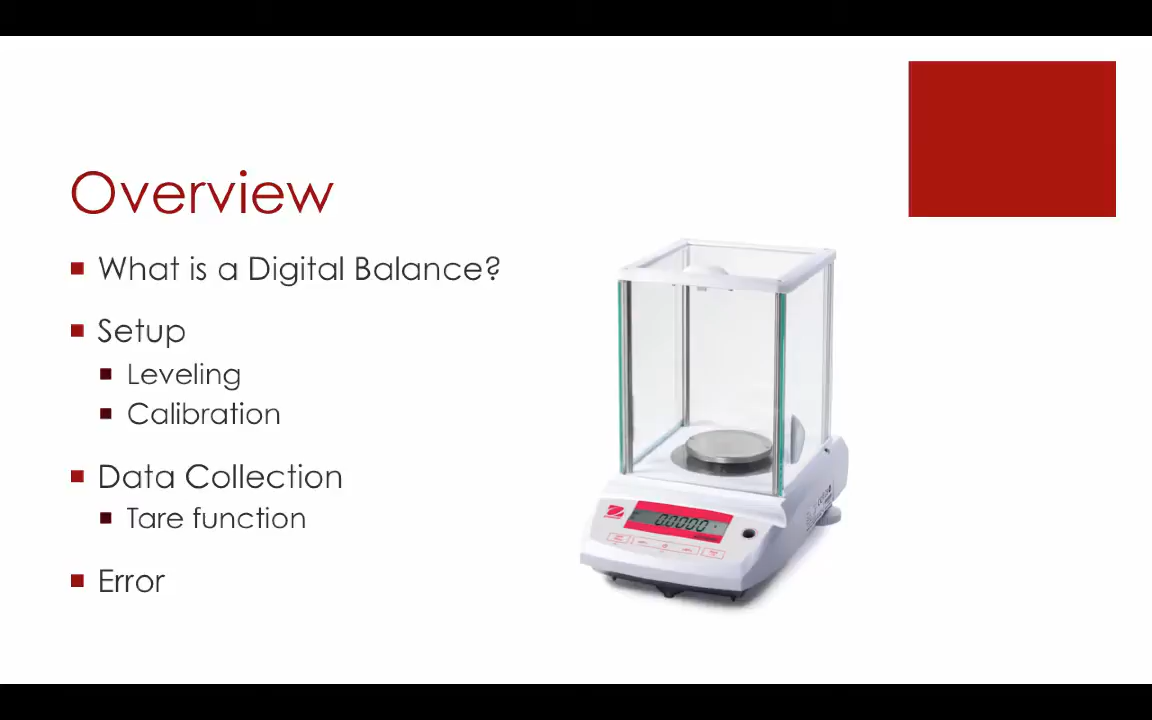 Overview
What is a Digital Balance?
Setup
Leveling
Calibration
Data Collection
Tare function
Error
0.0000